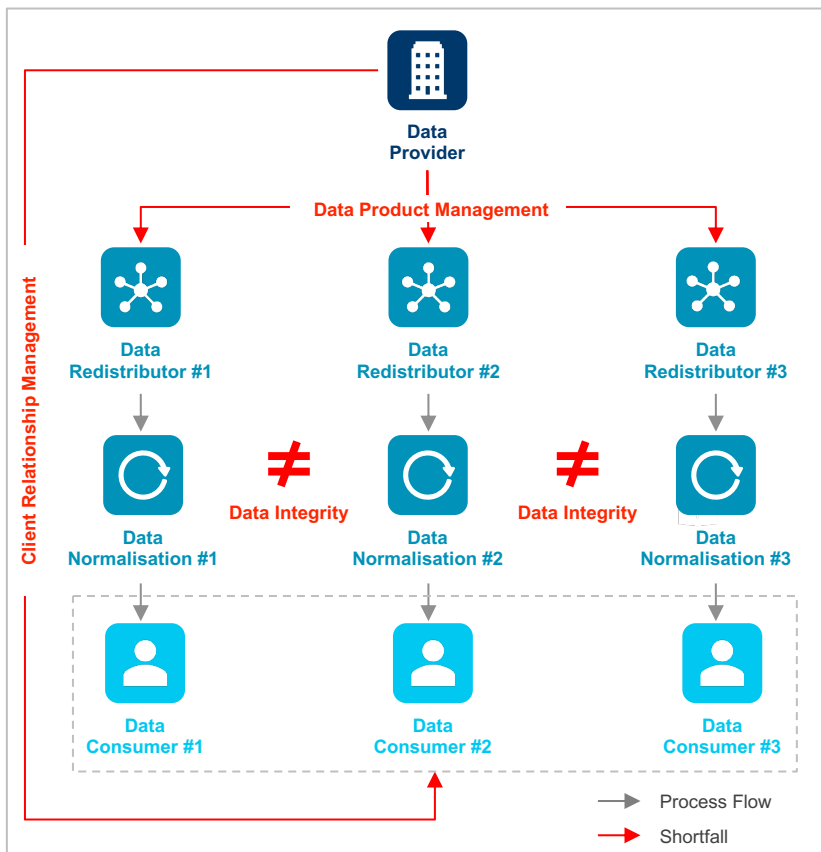 Data
Provider
Data Product Management
Client Relationship Management
Data
Redistributor #1
Data
Redistributor #2
Data
Redistributor #3
≠
≠
Data Integrity
Data Integrity
Data
Normalisation #1
Data
Normalisation #2
Data
Normalisation #3
Data
Consumer #1
Data
Consumer #2
Data
Consumer #3
Process Flow
Shortfall